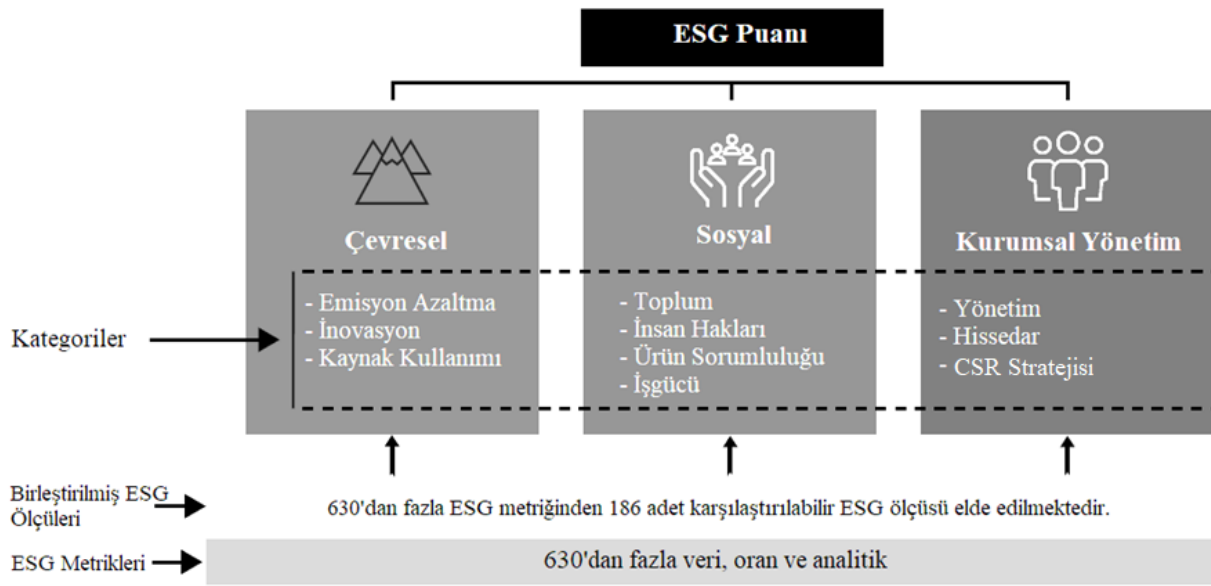 ESG Puanı
Çevresel
Sosyal
Kurumsal Yönetim
Kategoriler
- Emisyon Azaltma
- İnovasyon
- Kaynak Kullanımı
- Toplum
- İnsan Hakları
- Ürün Sorumluluğu
- İşgücü
- Yönetim
- Hissedar
- CSR Stratejisi
Birleştirilmiş ESG
Ölçüleri
630'dan fazla ESG metriğinden 186 adet karşılaştırılabilir ESG ölçüsü elde edilmektedir.
ESG Metrikleri
630'dan fazla veri, oran ve analitik